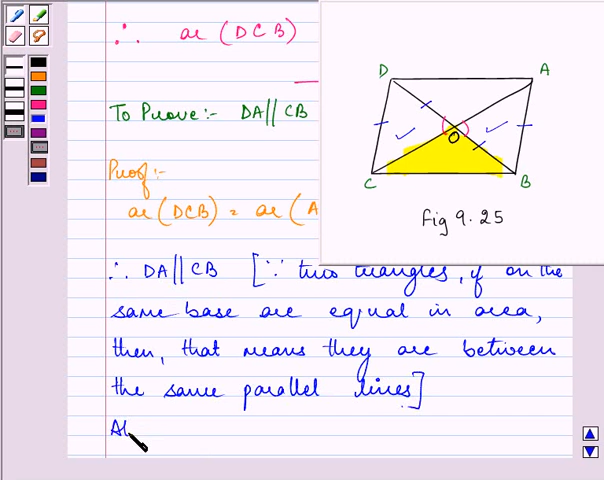 ∴ ar (DCB)
To Prove:- DA || CB
Proof:-
ar (DCB) = ar (A
∴ DA || CB [∵ two triangles, if on the
same base are equal in area,
then, that means they are between
the same parallel lines]
Al
D A
O
C B
Fig 9.25